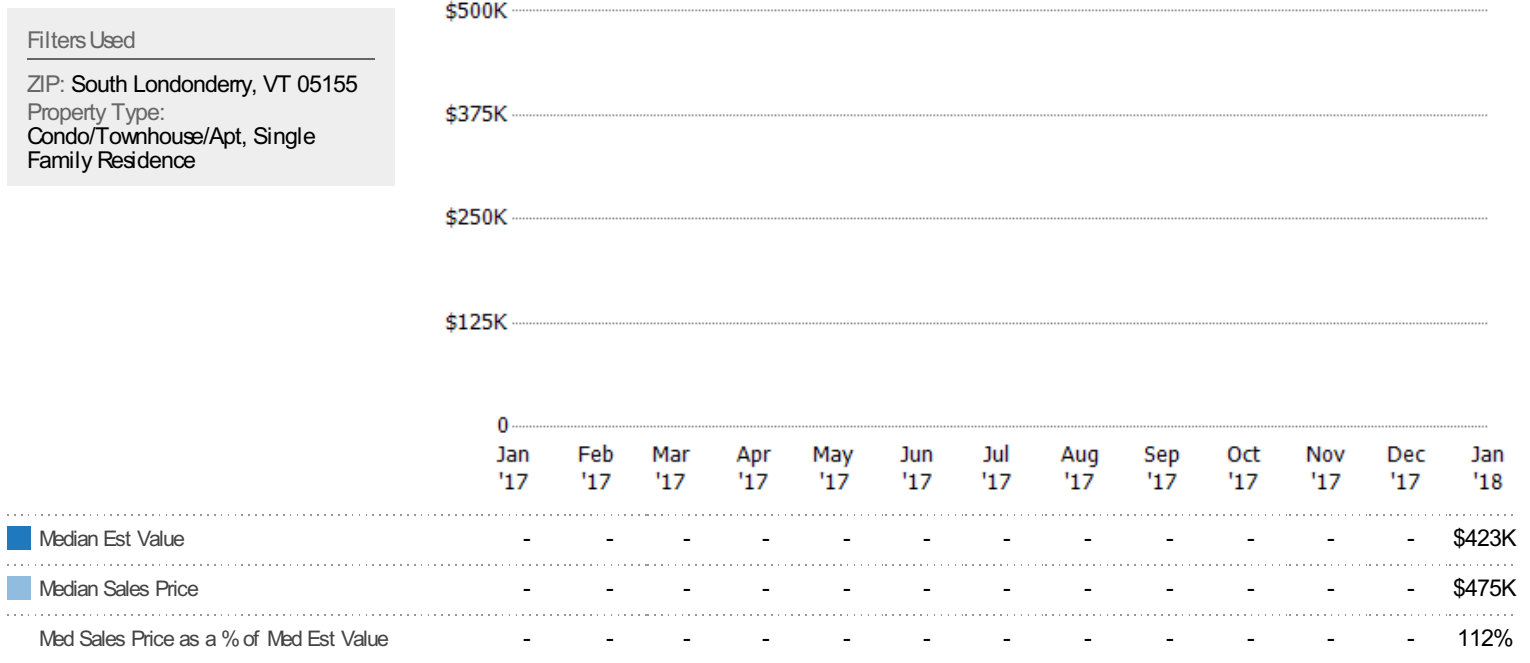 Filters Used
ZIP: South Londonderry, VT 05155
Property Type:
Condo/Townhouse/Apt, Single
Family Residence
$500K
$375K
$250K
$125K
0
Jan Feb Mar Apr May Jun Jul Aug Sep Oct Nov Dec Jan
'17 '17 '17 '17 '17 '17 '17 '17 '17 '17 '17 '17 '18
Median Est Value - - - - - - - - - - - - $423K
Median Sales Price - - - - - - - - - - - - $475K
Med Sales Price as a % of Med Est Value - - - - - - - - - - - - 112%